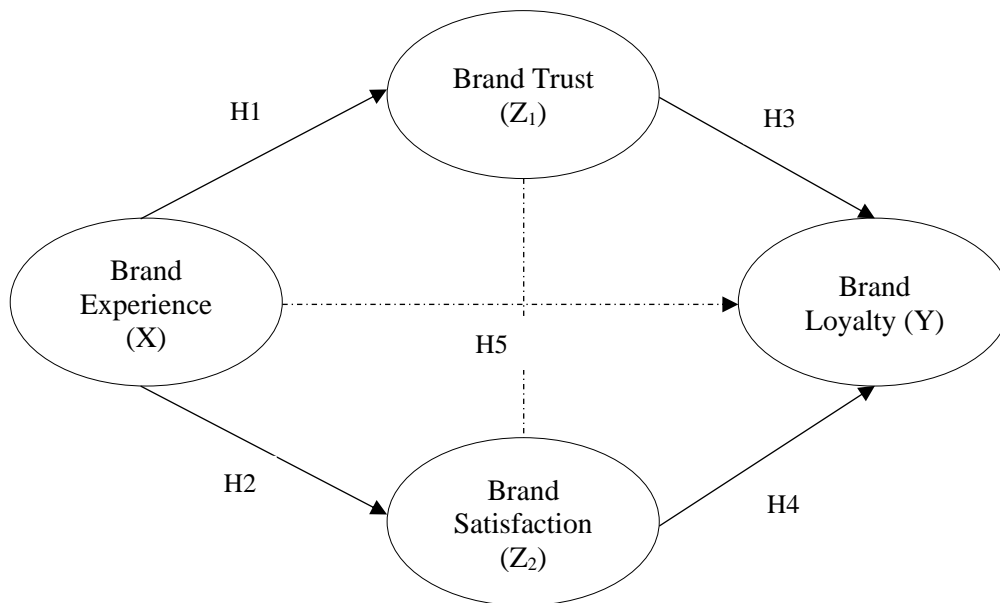 Brand Trust
(Z₁)
H1
H3
Brand
Experience
(X)
Brand
Loyalty (Y)
H5
H2
Brand
Satisfaction
(Z₂)
H4